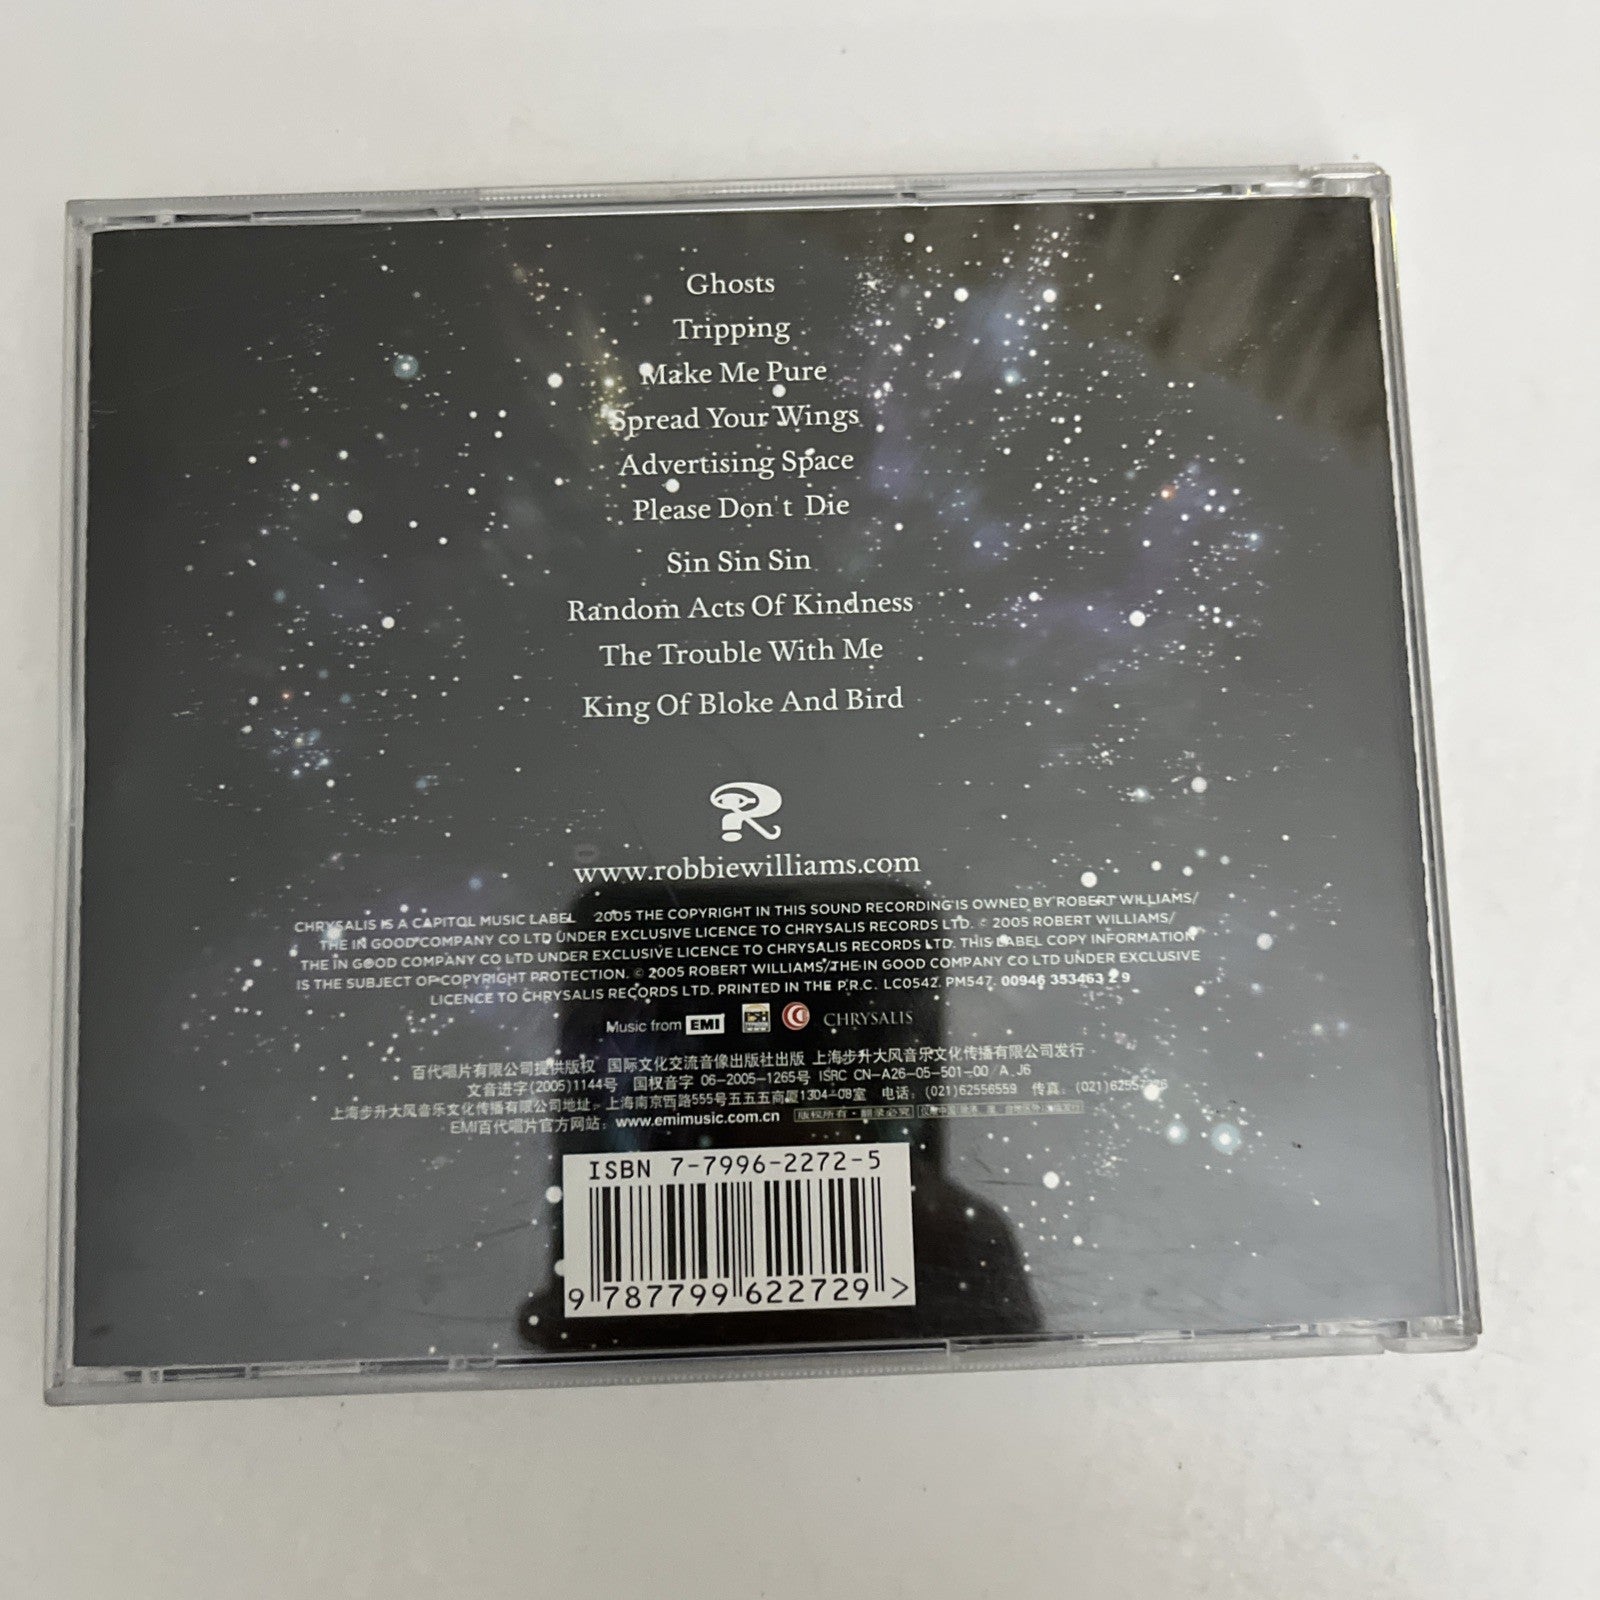 Ghosts
Tripping
Make Me Pure
Spread Your Wings
Advertising Space
Please Don't Die
Sin Sin Sin
Random Acts Of Kindness
The Trouble With Me
King Of Bloke And Bird
www.robbiewilliams.com
CHRYSALIS IS A CAPITOL MUSIC LABEL 2005 THE COPYRIGHT IN THIS SOUND RECORDING IS OWNED BY ROBERT WILLIAMS/
THE IN GOOD COMPANY CO LTD UNDER EXCLUSIVE LICENCE TO CHRYSALIS RECORDS LTD. © 2005 ROBERT WILLIAMS/
THE IN GOOD COMPANY CO LTD UNDER EXCLUSIVE LICENCE TO CHRYSALIS RECORDS LTD. THIS LABEL COPY INFORMATION
IS THE SUBJECT OF COPYRIGHT PROTECTION. © 2005 ROBERT WILLIAMS/THE IN GOOD COMPANY CO LTD UNDER EXCLUSIVE
LICENCE TO CHRYSALIS RECORDS LTD. PRINTED IN THE P.R.C. LC0542. PM547. 00946 353463 2 9
Music from EMI CHRYSALIS
百代唱片有限公司提供版权 国际文化交流音像出版社出版 上海步升大风音乐文化传播有限公司发行
文音进字(2005)1144号 国权音字 06-2005-1265号 ISRC CN-A26-05-501-00/A.J6
上海步升大风音乐文化传播有限公司地址：上海南京西路555号五五五商厦1304-09室 电话：(021)62556559 传真：
EMI百代唱片官方网站：www.emimusic.com.cn 版权所有·翻录必究
ISBN 7-7996-2272-5
9 787799 622729 >